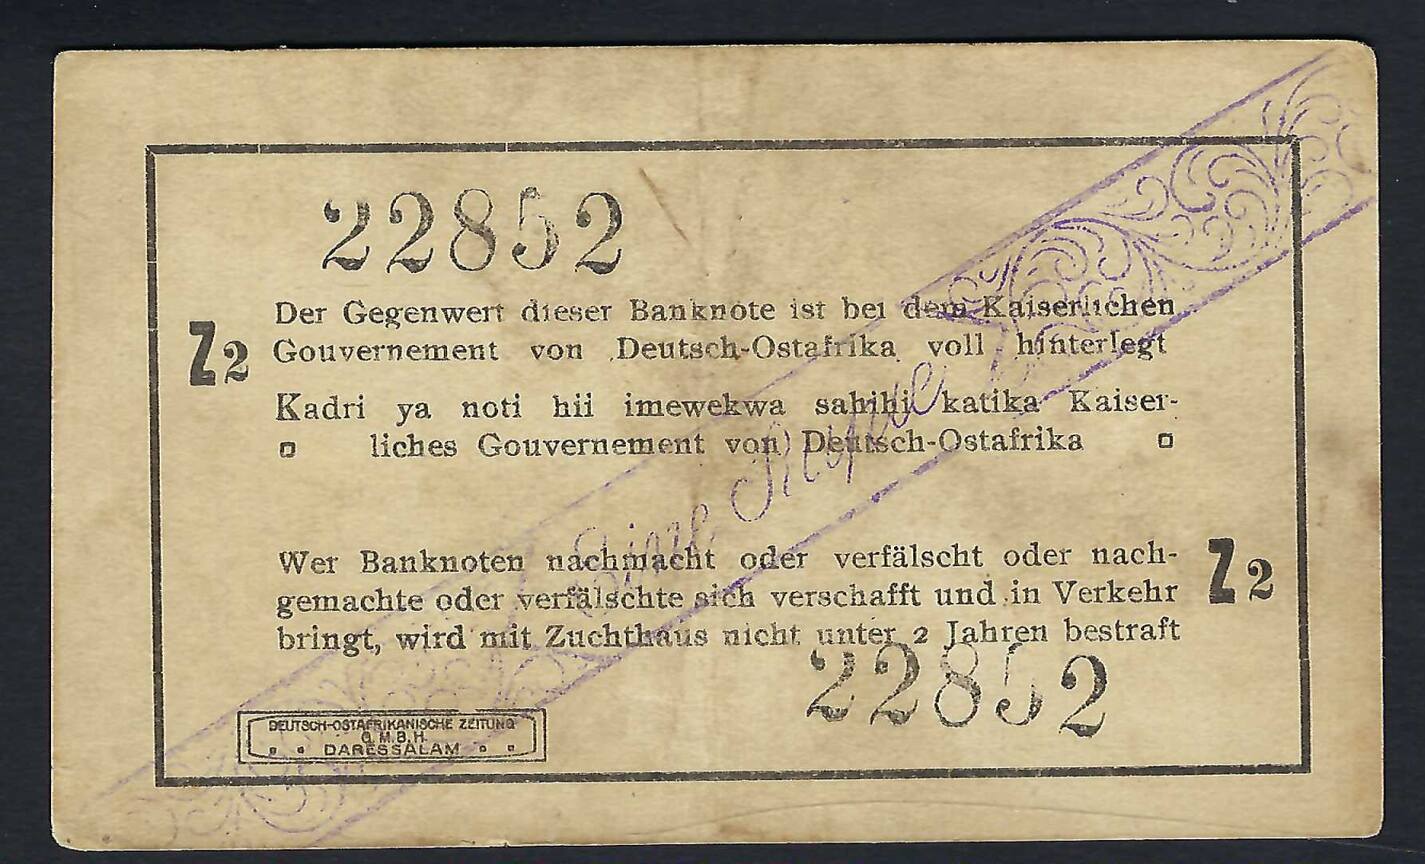 22852
Der Gegenwert dieser Banknote ist bei dem Kaiserlichen
Z2 Gouvernement von Deutsch-Ostafrika voll hinterlegt
Kadri ya noti hii imewekwa sahihi katika Kaiser-
liches Gouvernement von Deutsch-Ostafrika
Eine Rupie
Wer Banknoten nachmacht oder verfälscht oder nach-
gemachte oder verfälschte sich verschafft und in Verkehr Z2
bringt, wird mit Zuchthaus nicht unter 2 Jahren bestraft
22852
DEUTSCH-OSTAFRIKANISCHE ZEITUNG
G.M.B.H.
DARESSALAM